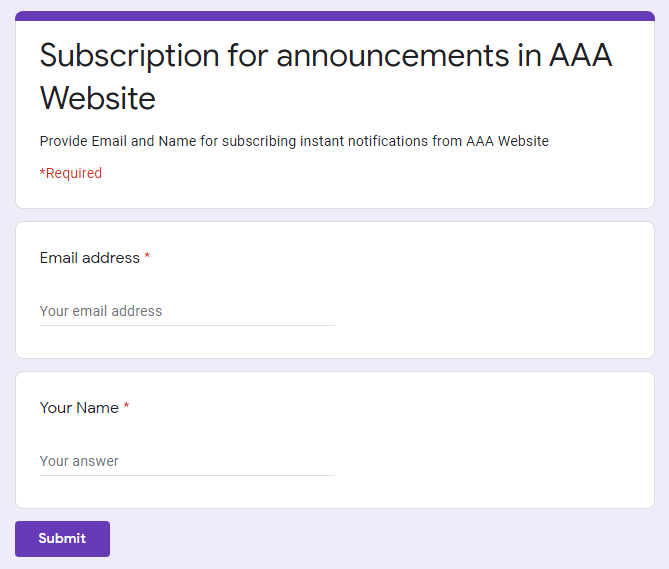 Subscription for announcements in AAA
Website
Provide Email and Name for subscribing instant notifications from AAA Website
*Required
Email address *
Your email address
Your Name *
Your answer
Submit